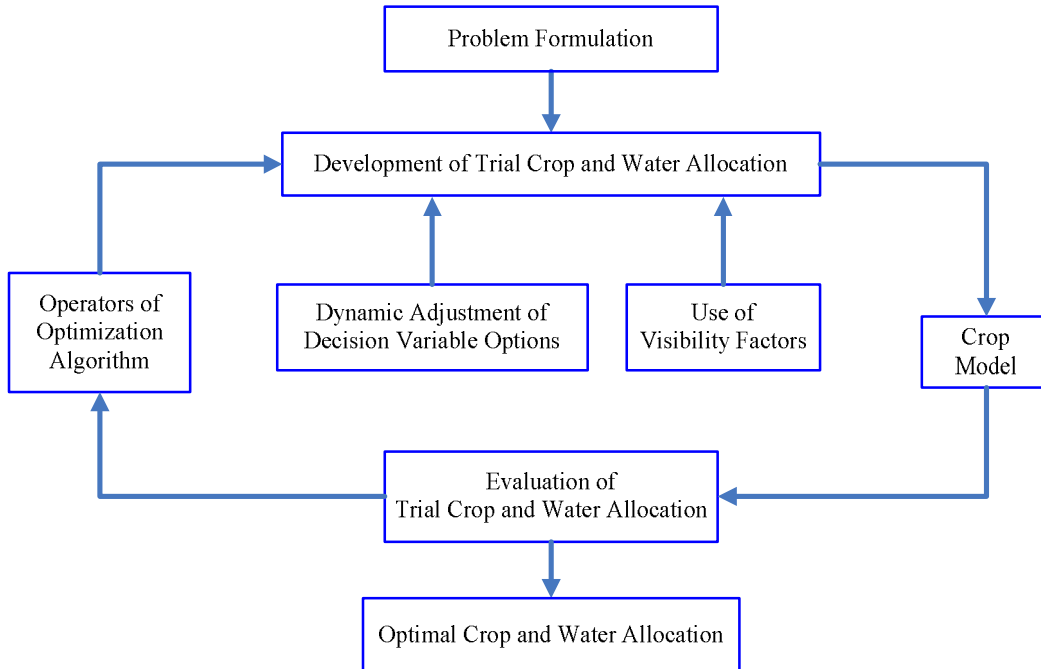 Problem Formulation
Development of Trial Crop and Water Allocation
Operators of
Optimization
Algorithm
Dynamic Adjustment of
Decision Variable Options
Use of
Visibility Factors
Crop
Model
Evaluation of
Trial Crop and Water Allocation
Optimal Crop and Water Allocation